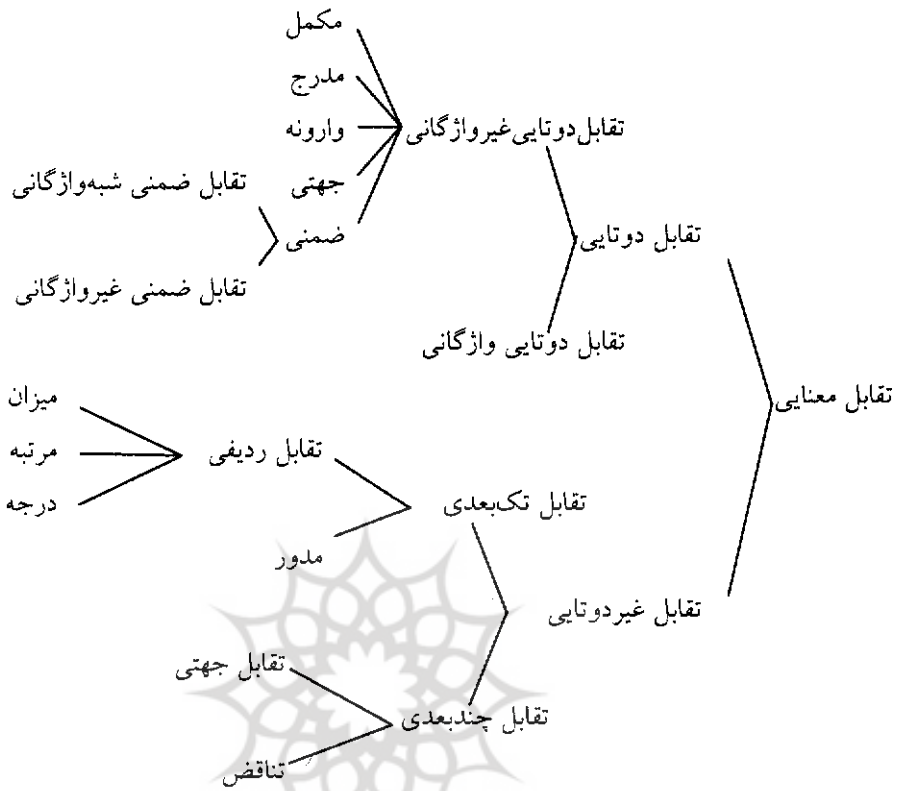 مکمل
مدرج
تقابل دوتایی غیرواژگانی
وارونه
جهتی
تقابل ضمنی شبه‌واژگانی
ضمنی
تقابل دوتایی
تقابل ضمنی غیرواژگانی
تقابل دوتایی واژگانی
تقابل معنایی
میزان
تقابل ردیفی
مرتبه
درجه
تقابل تک‌بعدی
مدور
تقابل غیردوتایی
تقابل جهتی
تقابل چندبعدی
تناقض